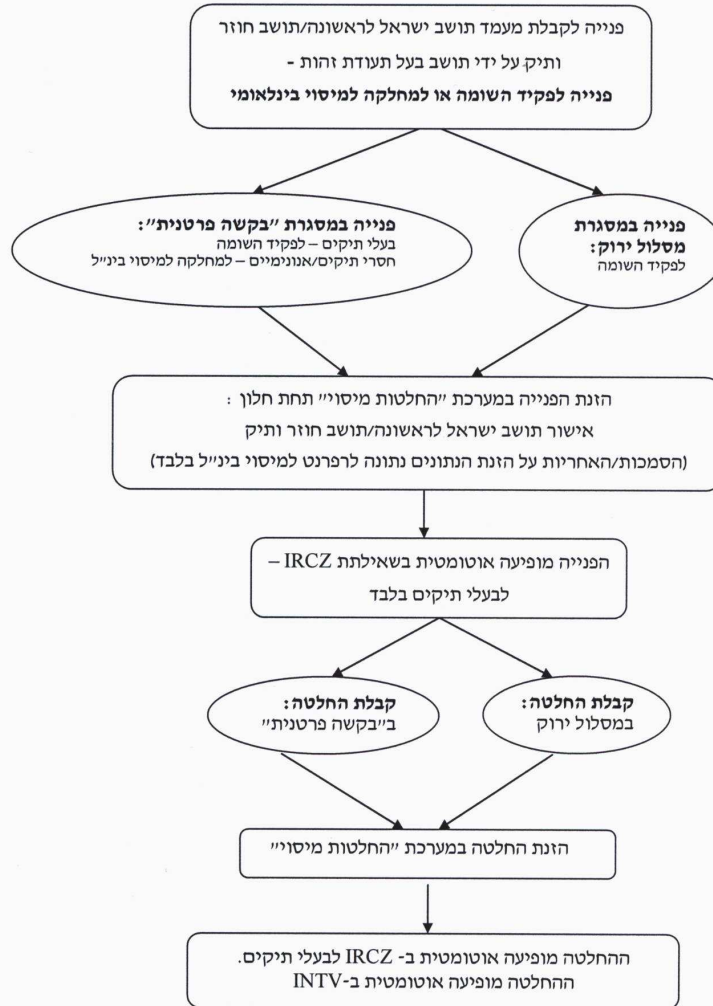 פנייה לקבלת מעמד תושב ישראל לראשונה/תושב חוזר
ותיק על ידי תושב בעל תעודת זהות -
פנייה לפקיד השומה או למחלקה למיסוי בינלאומי
פנייה במסגרת
מסלול ירוק:
לפקיד השומה
פנייה במסגרת "בקשה פרטנית":
בעלי תיקים – לפקיד השומה
חסרי תיקים/אנונימיים – למחלקה למיסוי בינ"ל
הזנת הפנייה במערכת "החלטות מיסוי" תחת חלון :
אישור תושב ישראל לראשונה/תושב חוזר ותיק
(הסמכות/האחריות על הזנת הנתונים נתונה לרפרנט למיסוי בינ"ל בלבד)
הפנייה מופיעה אוטומטית בשאילתת IRCZ –
לבעלי תיקים בלבד
קבלת החלטה:
במסלול ירוק
קבלת החלטה:
ב"בקשה פרטנית"
הזנת החלטה במערכת "החלטות מיסוי"
ההחלטה מופיעה אוטומטית ב- IRCZ לבעלי תיקים.
ההחלטה מופיעה אוטומטית ב-INTV